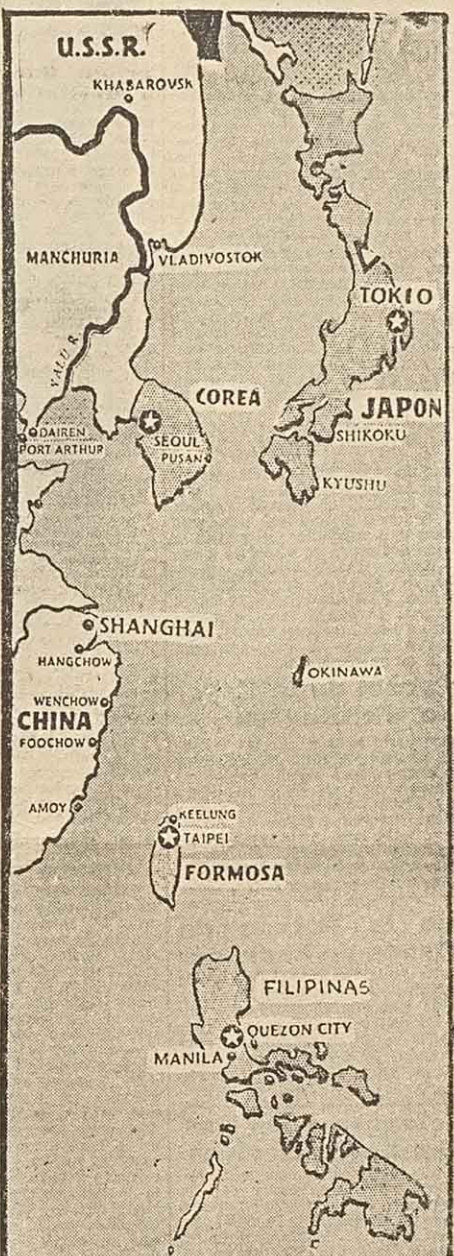 U.S.S.R.
KHABAROVSK
MANCHURIA
VLADIVOSTOK
YALU R.
TOKIO
COREA
JAPON
DAIREN
SEOUL
SHIKOKU
PORT ARTHUR
PUSAN
KYUSHU
SHANGHAI
HANGCHOW
OKINAWA
WENCHOW
CHINA
FOOCHOW
AMOY
KEELUNG
TAIPEI
FORMOSA
FILIPINAS
QUEZON CITY
MANILA